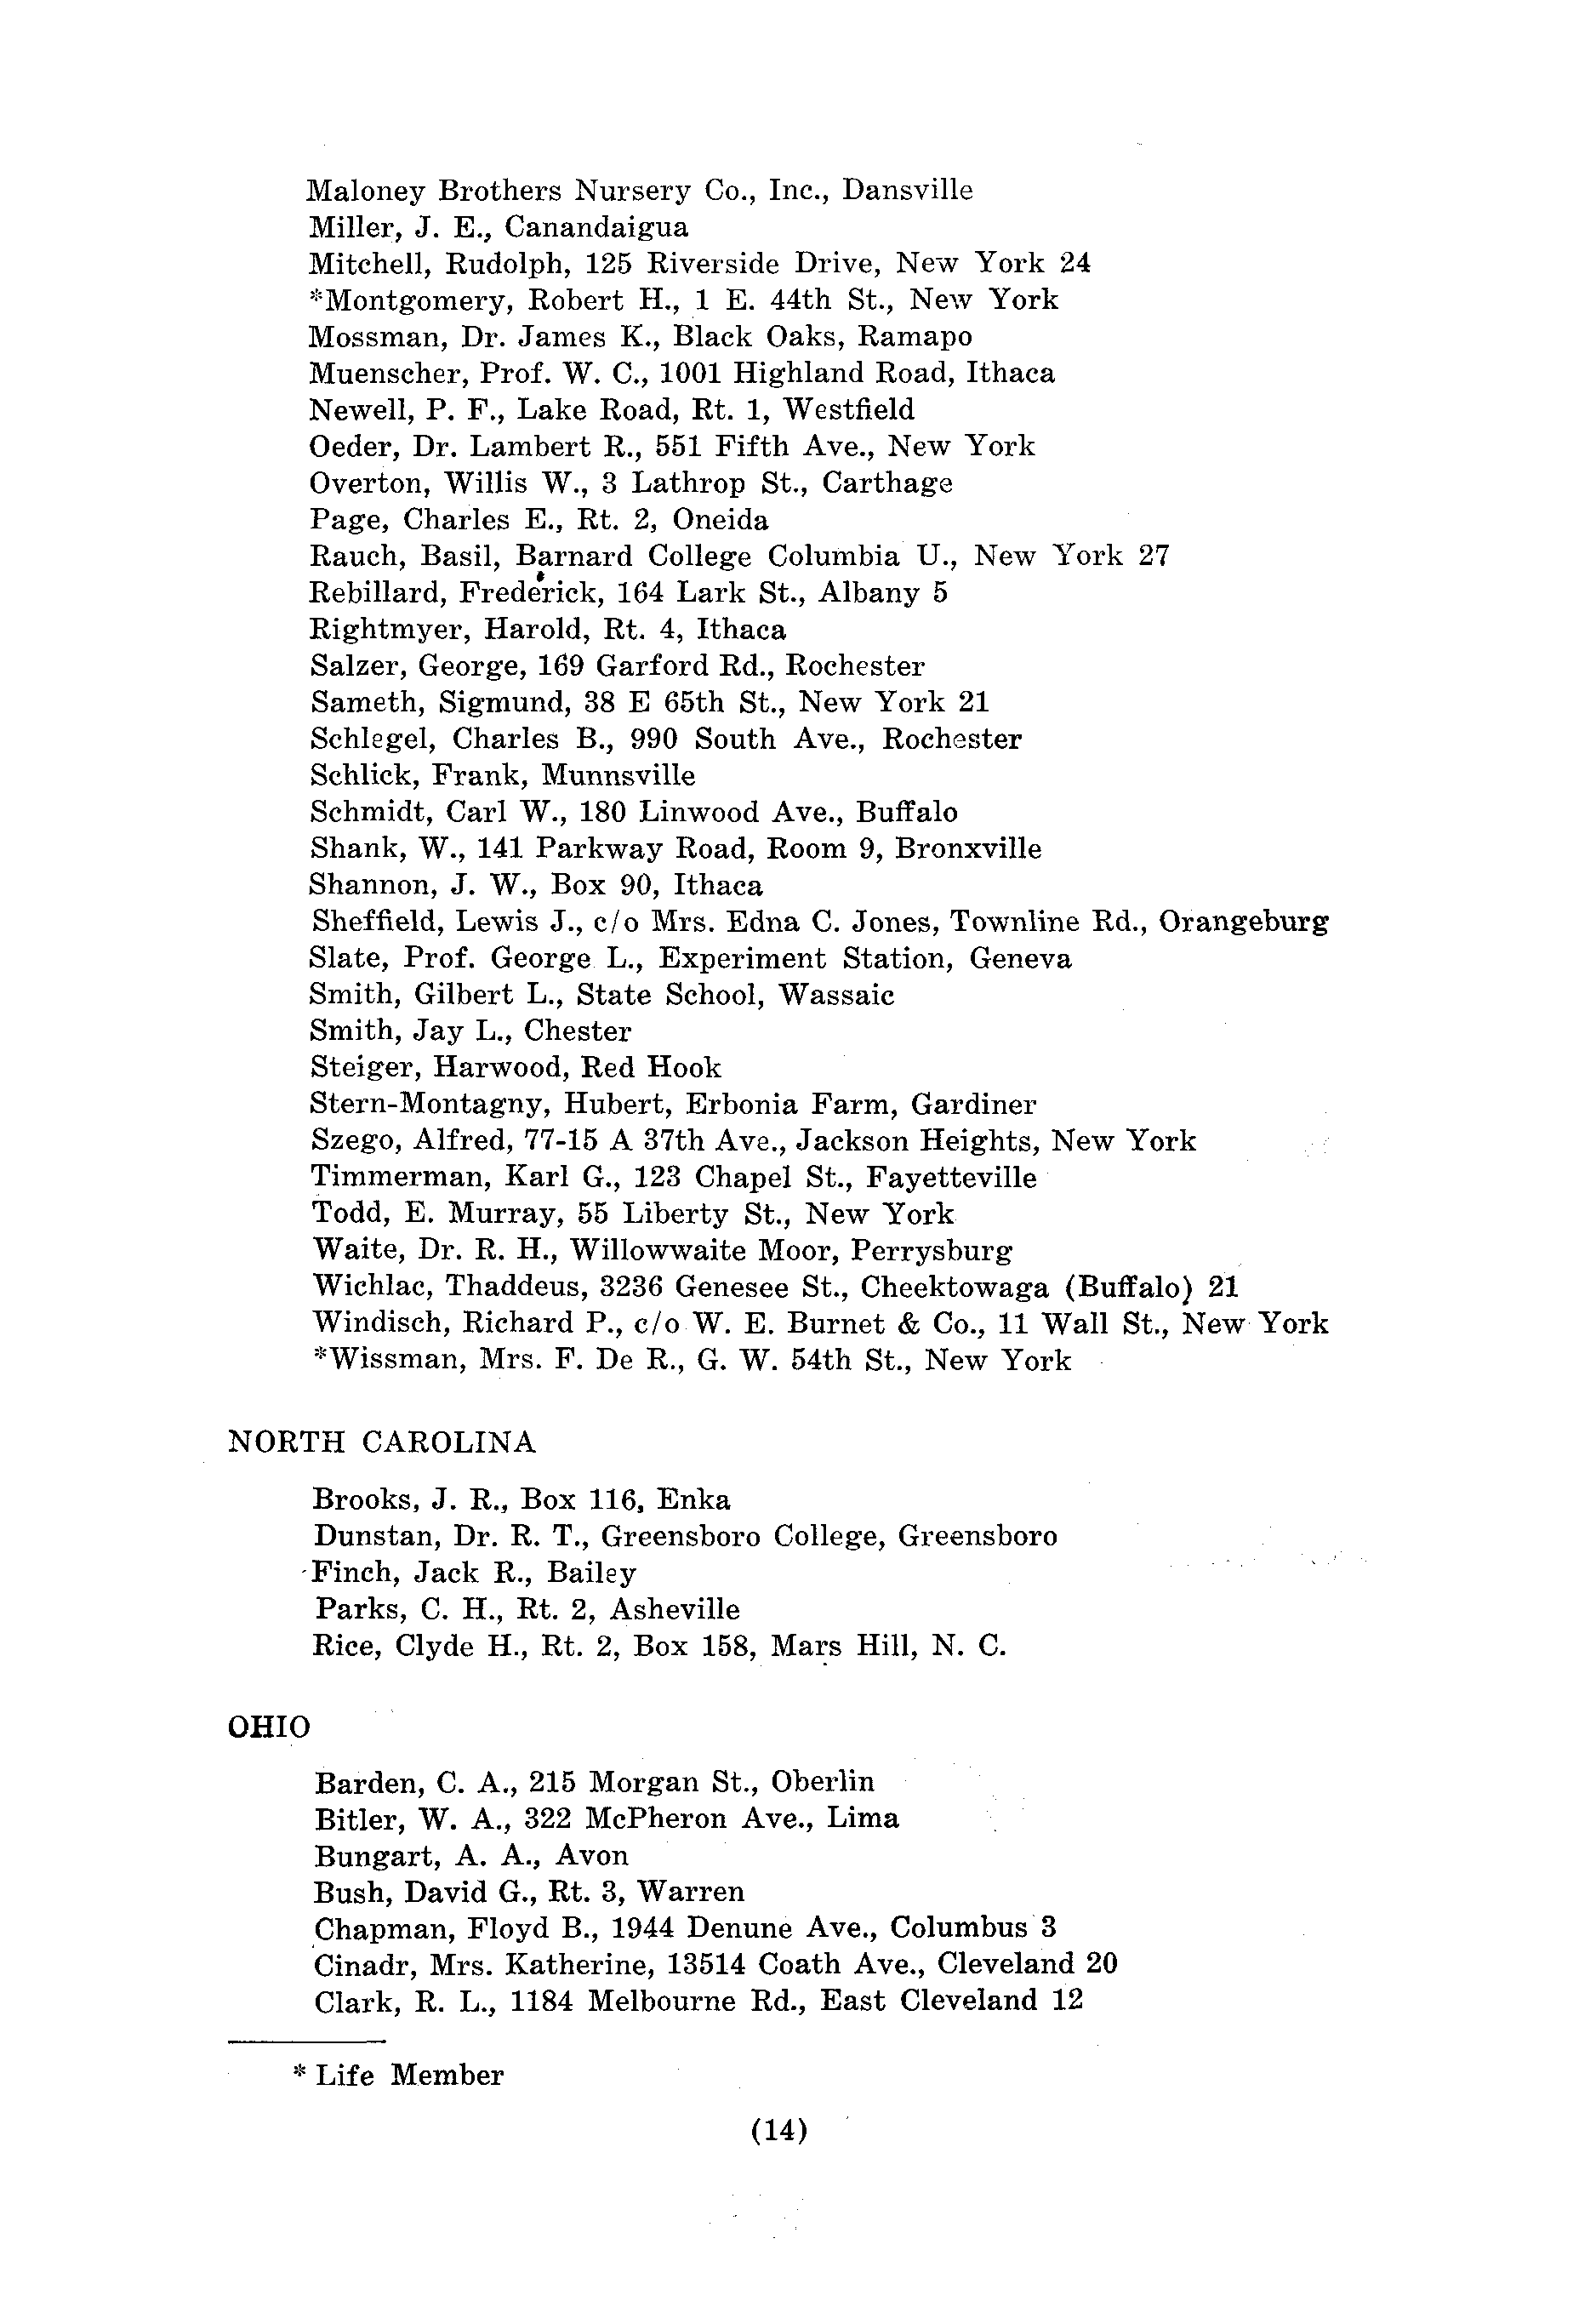 Maloney Brothers Nursery Co., Inc., Dansville
Miller, J. E., Canandaigua
Mitchell, Rudolph, 125 Riverside Drive, New York 24
*Montgomery, Robert H., 1 E. 44th St., New York
Mossman, Dr. James K., Black Oaks, Ramapo
Muenscher, Prof. W. C., 1001 Highland Road, Ithaca
Newell, P. F., Lake Road, Rt. 1, Westfield
Oeder, Dr. Lambert R., 551 Fifth Ave., New York
Overton, Willis W., 3 Lathrop St., Carthage
Page, Charles E., Rt. 2, Oneida
Rauch, Basil, Barnard College Columbia U., New York 27
Rebillard, Frederick, 164 Lark St., Albany 5
Rightmyer, Harold, Rt. 4, Ithaca
Salzer, George, 169 Garford Rd., Rochester
Sameth, Sigmund, 38 E 65th St., New York 21
Schlegel, Charles B., 990 South Ave., Rochester
Schlick, Frank, Munnsville
Schmidt, Carl W., 180 Linwood Ave., Buffalo
Shank, W., 141 Parkway Road, Room 9, Bronxville
Shannon, J. W., Box 90, Ithaca
Sheffield, Lewis J., c/o Mrs. Edna C. Jones, Townline Rd., Orangeburg
Slate, Prof. George L., Experiment Station, Geneva
Smith, Gilbert L., State School, Wassaic
Smith, Jay L., Chester
Steiger, Harwood, Red Hook
Stern-Montagny, Hubert, Erbonia Farm, Gardiner
Szego, Alfred, 77-15 A 37th Ave., Jackson Heights, New York
Timmerman, Karl G., 123 Chapel St., Fayetteville
Todd, E. Murray, 55 Liberty St., New York
Waite, Dr. R. H., Willowwaite Moor, Perrysburg
Wichlac, Thaddeus, 3236 Genesee St., Cheektowaga (Buffalo) 21
Windisch, Richard P., c/o W. E. Burnet & Co., 11 Wall St., New York
*Wissman, Mrs. F. De R., G. W. 54th St., New York
NORTH CAROLINA
Brooks, J. R., Box 116, Enka
Dunstan, Dr. R. T., Greensboro College, Greensboro
Finch, Jack R., Bailey
Parks, C. H., Rt. 2, Asheville
Rice, Clyde H., Rt. 2, Box 158, Mars Hill, N. C.
OHIO
Barden, C. A., 215 Morgan St., Oberlin
Bitler, W. A., 322 McPheron Ave., Lima
Bungart, A. A., Avon
Bush, David G., Rt. 3, Warren
Chapman, Floyd B., 1944 Denune Ave., Columbus 3
Cinadr, Mrs. Katherine, 13514 Coath Ave., Cleveland 20
Clark, R. L., 1184 Melbourne Rd., East Cleveland 12
* Life Member
(14)